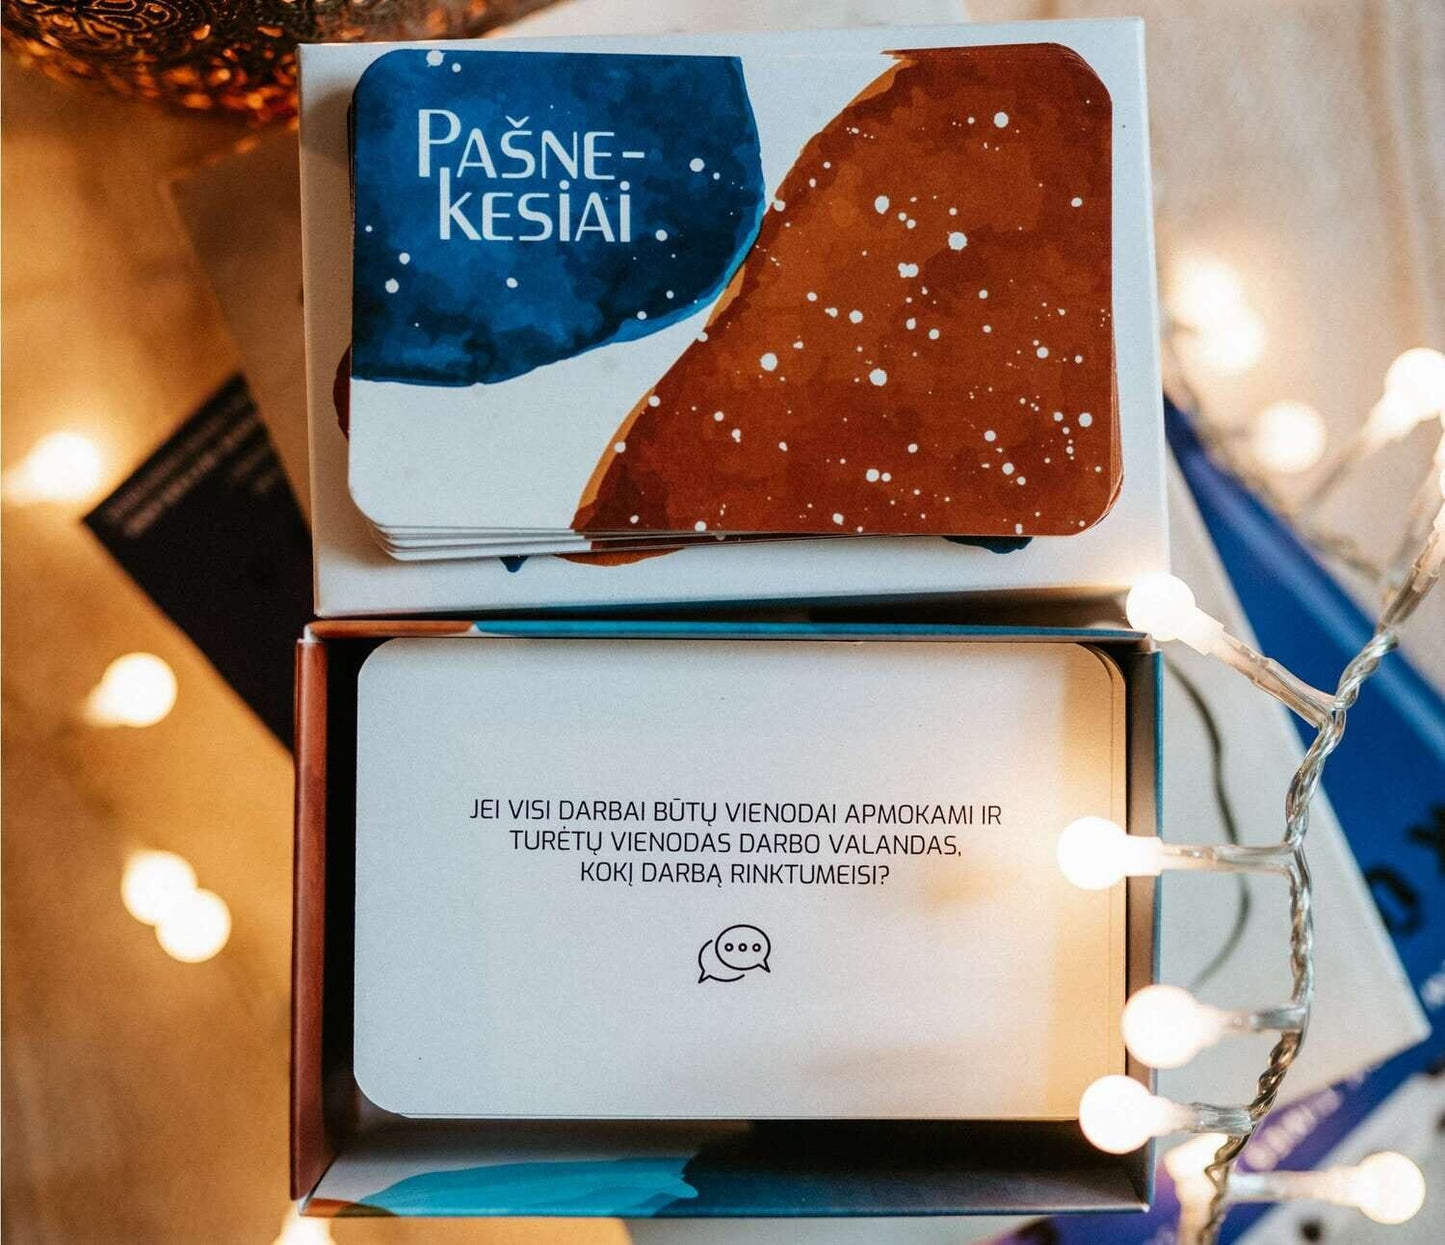 PAŠNE-
KESIAI
JEI VISI DARBAI BŪTŲ VIENODAI APMOKAMI IR
TURĖTŲ VIENODAS DARBO VALANDAS,
KOKĮ DARBĄ RINKTUMEISI?